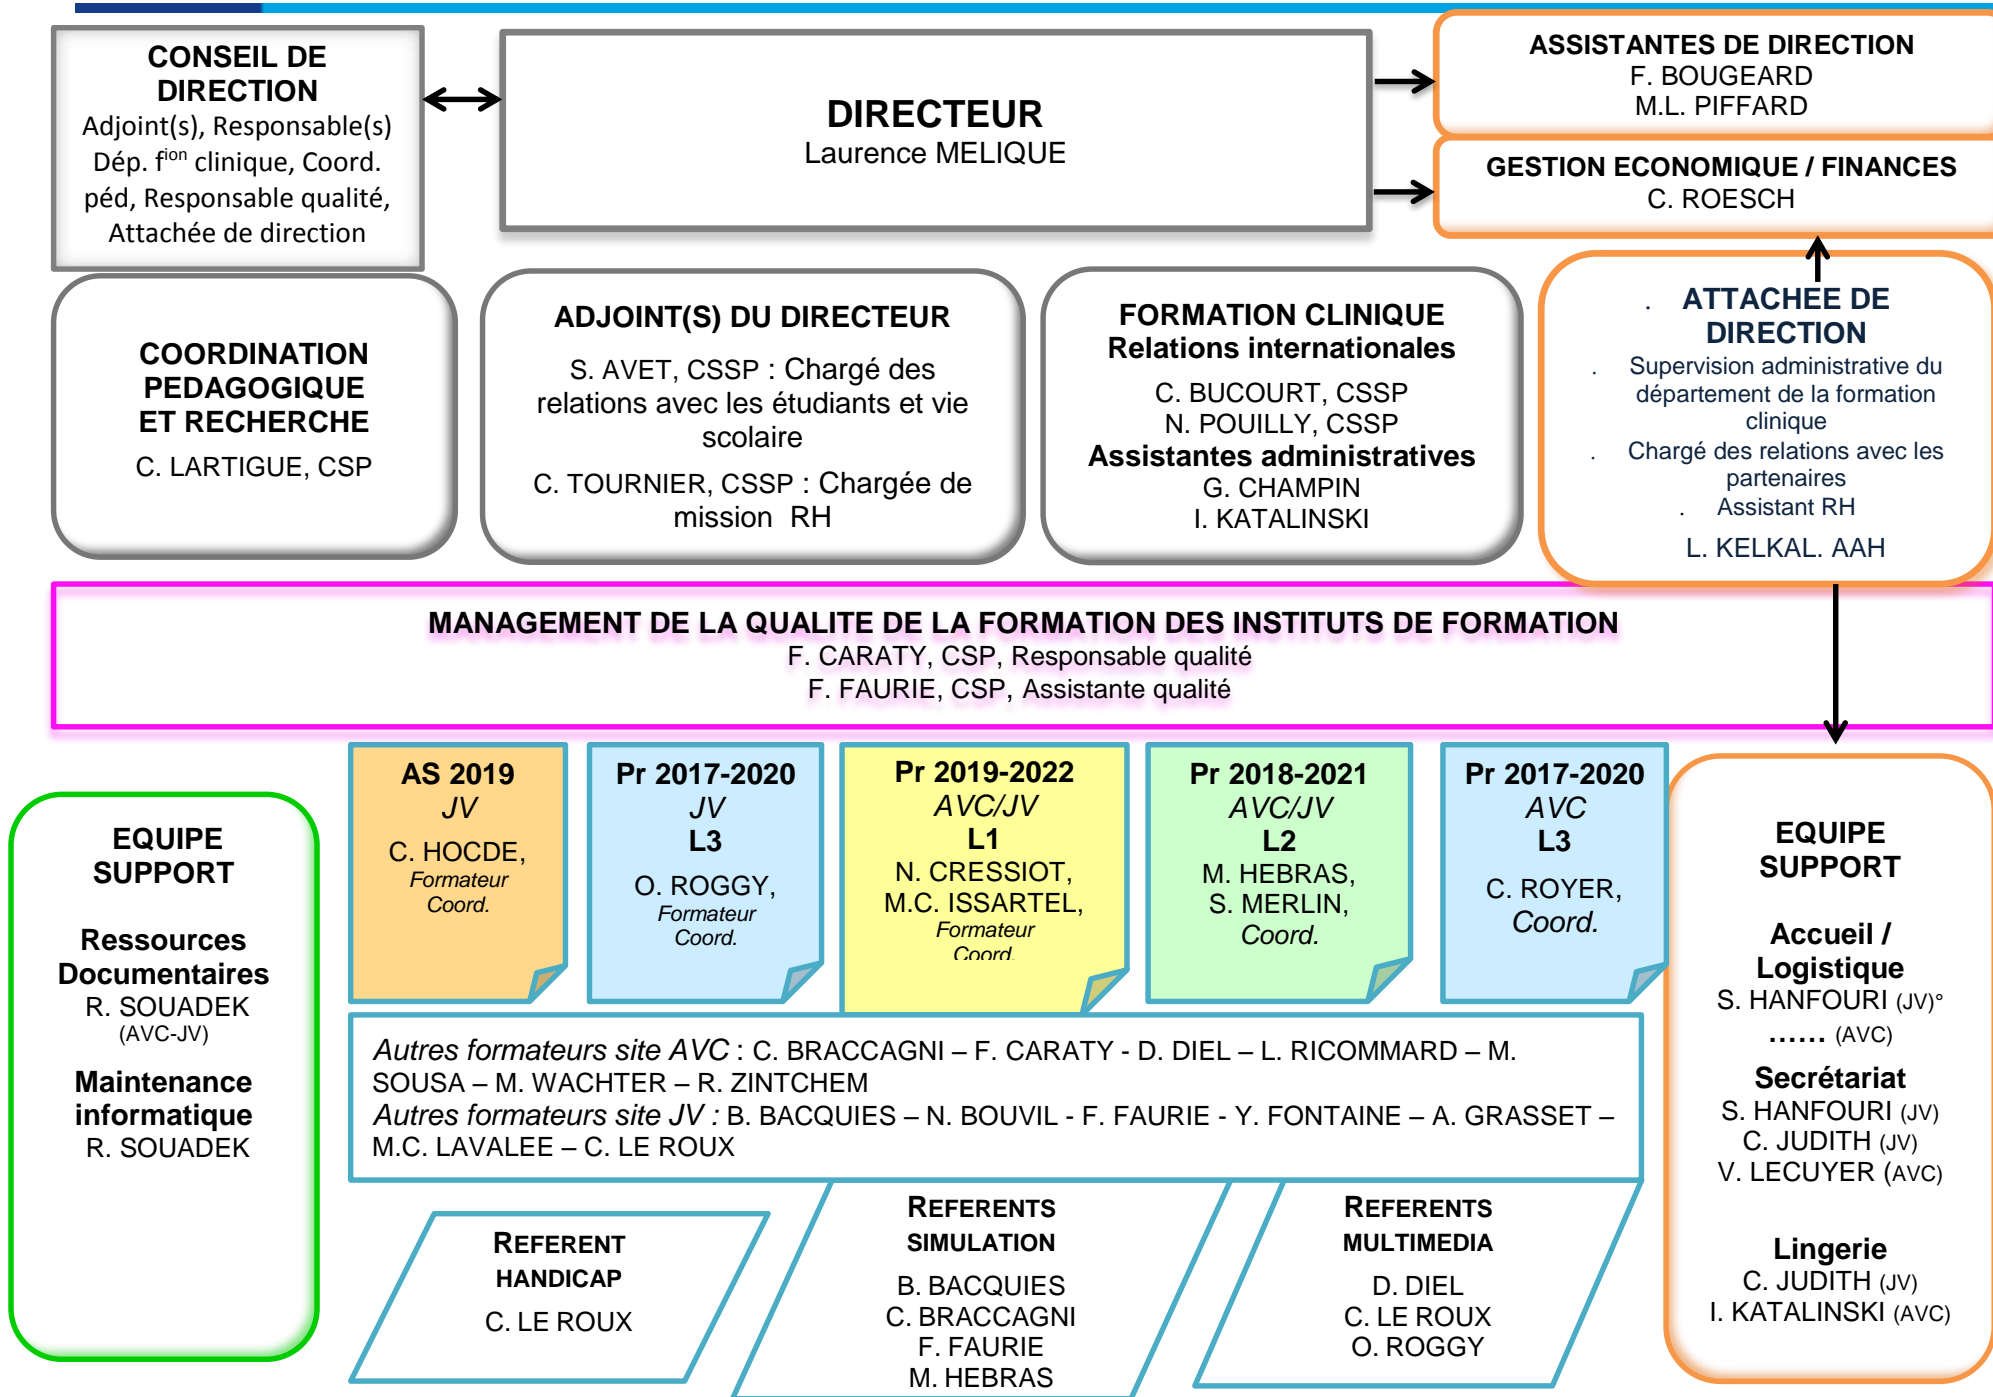 CONSEIL DE
DIRECTION
Adjoint(s), Responsable(s)
Dép. fion clinique, Coord.
péd, Responsable qualité,
Attachée de direction
DIRECTEUR
Laurence MELIQUE
ASSISTANTES DE DIRECTION
F. BOUGEARD
M.L. PIFFARD
GESTION ECONOMIQUE / FINANCES
C. ROESCH
COORDINATION
PEDAGOGIQUE
ET RECHERCHE
C. LARTIGUE, CSP
ADJOINT(S) DU DIRECTEUR
S. AVET, CSSP : Chargé des
relations avec les étudiants et vie
scolaire
C. TOURNIER, CSSP : Chargée de
mission RH
FORMATION CLINIQUE
Relations internationales
C. BUCOURT, CSSP
N. POUILLY, CSSP
Assistantes administratives
G. CHAMPIN
I. KATALINSKI
. ATTACHEE DE
DIRECTION
. Supervision administrative du
département de la formation
clinique
. Chargé des relations avec les
partenaires
. Assistant RH
L. KELKAL. AAH
MANAGEMENT DE LA QUALITE DE LA FORMATION DES INSTITUTS DE FORMATION
F. CARATY, CSP, Responsable qualité
F. FAURIE, CSP, Assistante qualité
EQUIPE
SUPPORT
Ressources
Documentaires
R. SOUADEK
(AVC-JV)
Maintenance
informatique
R. SOUADEK
AS 2019
JV
C. HOCDE,
Formateur
Coord.
Pr 2017-2020
JV
L3
O. ROGGY,
Formateur
Coord.
Pr 2019-2022
AVC/JV
L1
N. CRESSIOT,
M.C. ISSARTEL,
Formateur
Coord.
Pr 2018-2021
AVC/JV
L2
M. HEBRAS,
S. MERLIN,
Coord.
Pr 2017-2020
AVC
L3
C. ROYER,
Coord.
Autres formateurs site AVC : C. BRACCAGNI – F. CARATY - D. DIEL – L. RICOMMARD – M.
SOUSA – M. WACHTER – R. ZINTCHEM
Autres formateurs site JV : B. BACQUIES – N. BOUVIL - F. FAURIE - Y. FONTAINE – A. GRASSET –
M.C. LAVALEE – C. LE ROUX
REFERENT
HANDICAP
C. LE ROUX
REFERENTS
SIMULATION
B. BACQUIES
C. BRACCAGNI
F. FAURIE
M. HEBRAS
REFERENTS
MULTIMEDIA
D. DIEL
C. LE ROUX
O. ROGGY
EQUIPE
SUPPORT
Accueil /
Logistique
S. HANFOURI (JV)°
…… (AVC)
Secrétariat
S. HANFOURI (JV)
C. JUDITH (JV)
V. LECUYER (AVC)
Lingerie
C. JUDITH (JV)
I. KATALINSKI (AVC)